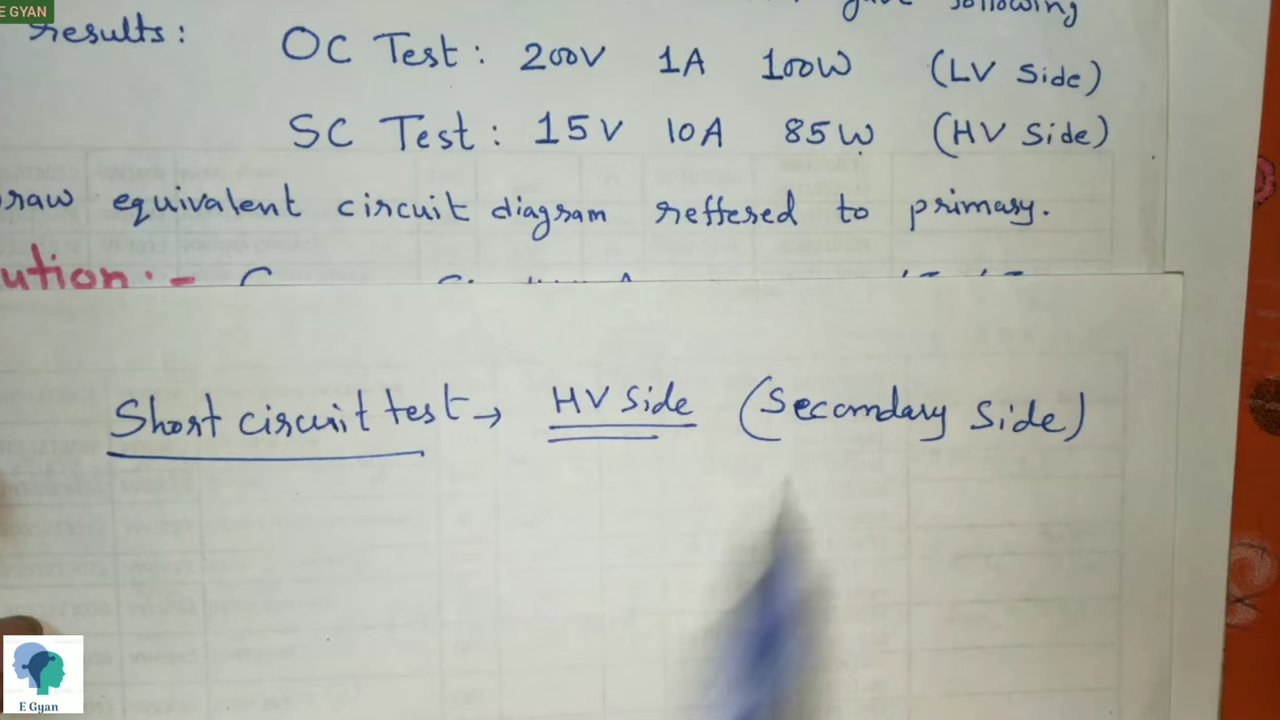 E GYAN
following
results:
OC Test: 200V 1A 100W (LV Side)
SC Test: 15V 10A 85W (HV Side)
raw equivalent circuit diagram reffered to primary.
ution:-
Short circuit test → HV Side (Secondary Side)
E Gyan